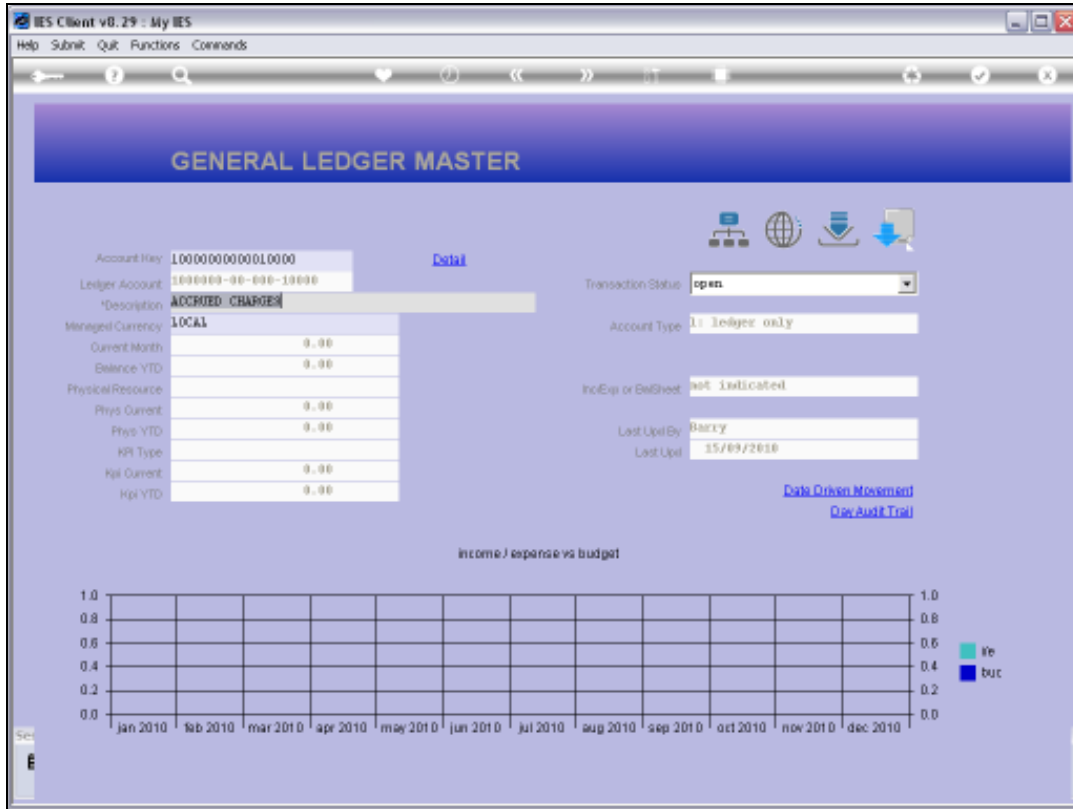 IES Client v8.29 : My IES
Help Submit Quit Functions Commands
GENERAL LEDGER MASTER
Account Key 10000000000010000 Detail
Ledger Account 1000000-00-000-10000 Transaction Status open
*Description ACCRUED CHARGES
Managed Currency LOCAL Account Type 1: ledger only
Current Month 0.00
Balance YTD 0.00
Physical Resource Inc/Exp or BalSheet not indicated
Phys Current 0.00
Phys YTD 0.00 Last Upd By Barry
KPI Type Last Upd 15/09/2010
Kpi Current 0.00
Kpi YTD 0.00 Date Driven Movement
Day Audit Trail
income / expense vs budget
1.0 1.0
0.8 0.8
0.6 0.6
0.4 0.4
0.2 0.2
0.0 0.0
i/e
buc
jan 2010 feb 2010 mar 2010 apr 2010 may 2010 jun 2010 jul 2010 aug 2010 sep 2010 oct 2010 nov 2010 dec 2010